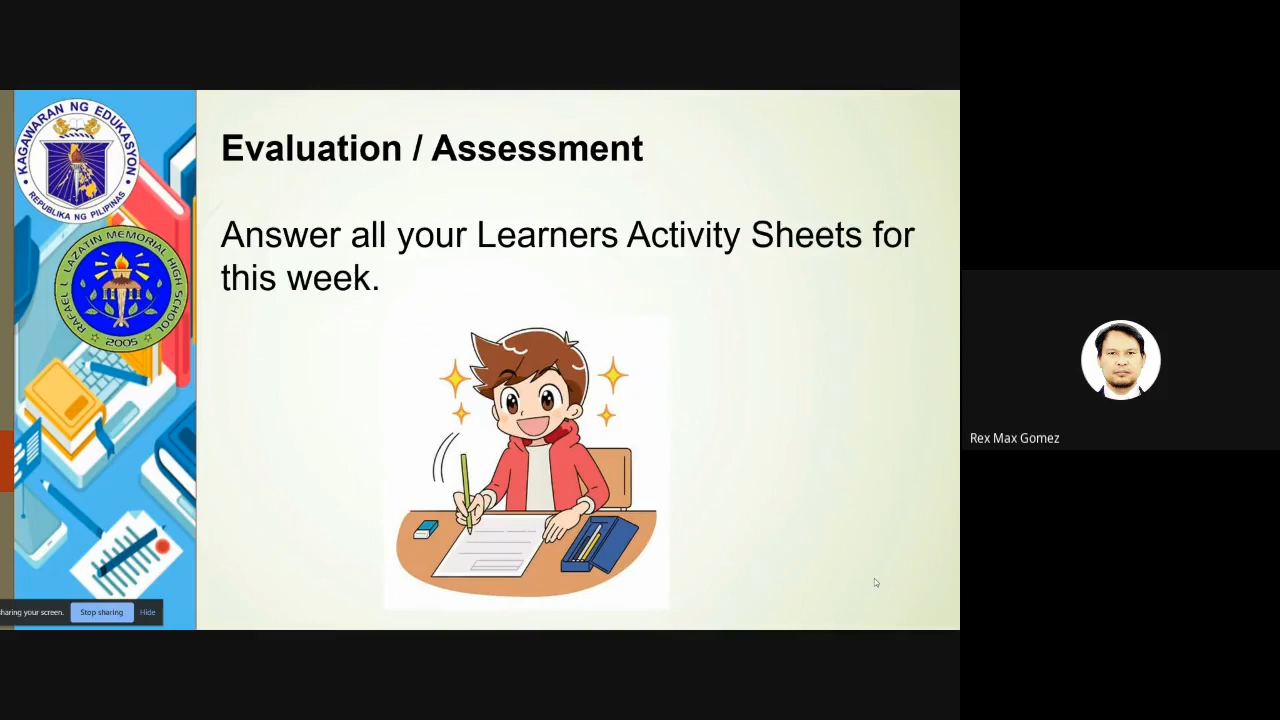 KAGAWARAN NG EDUKASYON
REPUBLIKA NG PILIPINAS
RAFAEL L. LAZATIN MEMORIAL HIGH SCHOOL
2005
Evaluation / Assessment
Answer all your Learners Activity Sheets for
this week.
sharing your screen. Stop sharing Hide
Rex Max Gomez